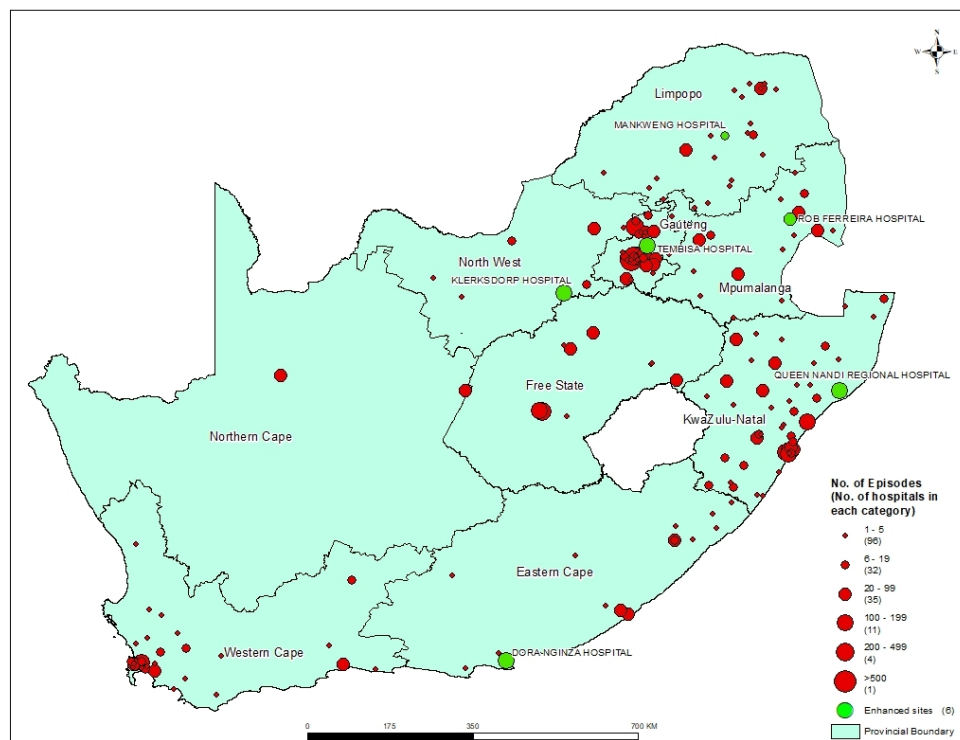 N
W E
S
Limpopo
MANKWENG HOSPITAL
ROB FERREIRA HOSPITAL
Gauteng
TEMBISA HOSPITAL
North West
KLERKSDORP HOSPITAL
Mpumalanga
QUEEN NANDI REGIONAL HOSPITAL
Free State
KwaZulu-Natal
Northern Cape
Eastern Cape
Western Cape
DORA-NGINZA HOSPITAL
No. of Episodes
(No. of hospitals in
each category)
1 - 5
(96)
6 - 19
(32)
20 - 99
(35)
100 - 199
(11)
200 - 499
(4)
>500
(1)
Enhanced sites (6)
Provincial Boundary
0 175 350 700 KM